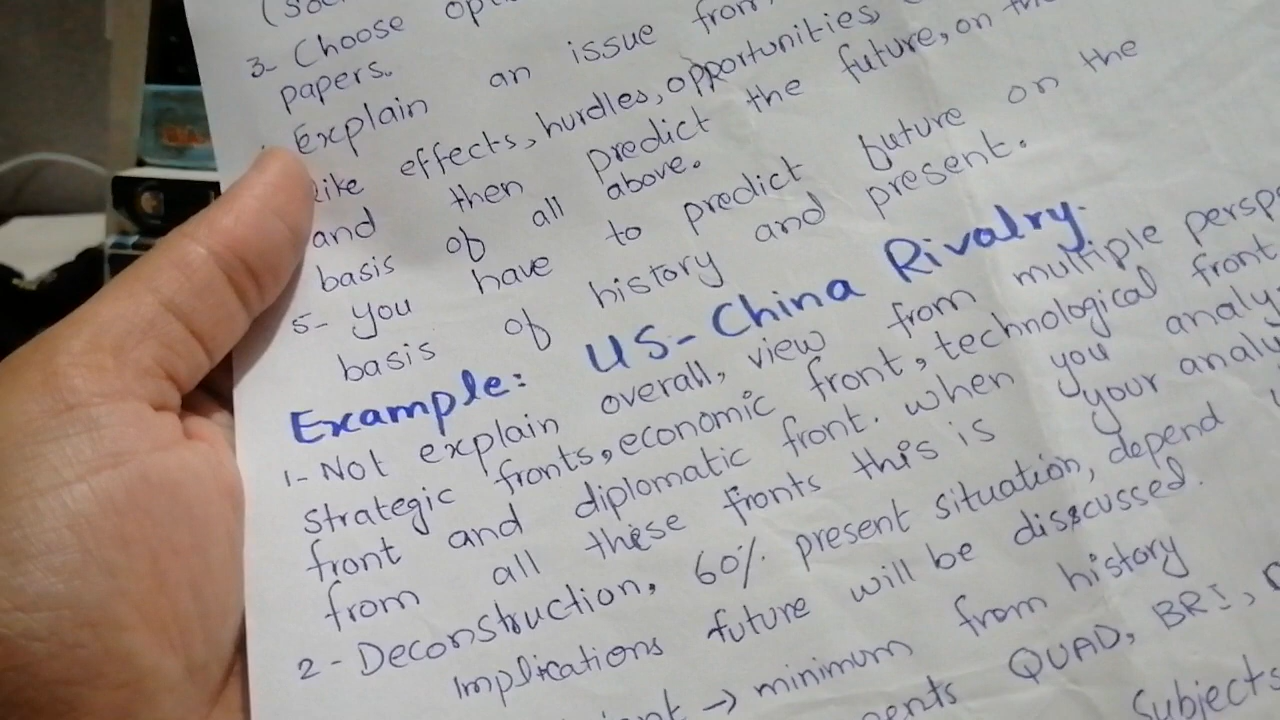 3- Choose
papers.
Explain an issue from
like effects, hurdles, opportunities,
and then predict the future, on the
basis of all above.
5- You have to predict future on the
basis of history and present.
Example: US-China Rivalry.
1- Not explain overall, view from multiple
strategic fronts, economic front, technological front
front and diplomatic front. when you
from all these fronts this is your
2- Deconstruction, 60% present situation, depend
Implications future will be disscussed.
→ minimum from history
QUAD, BRI,
Subjects